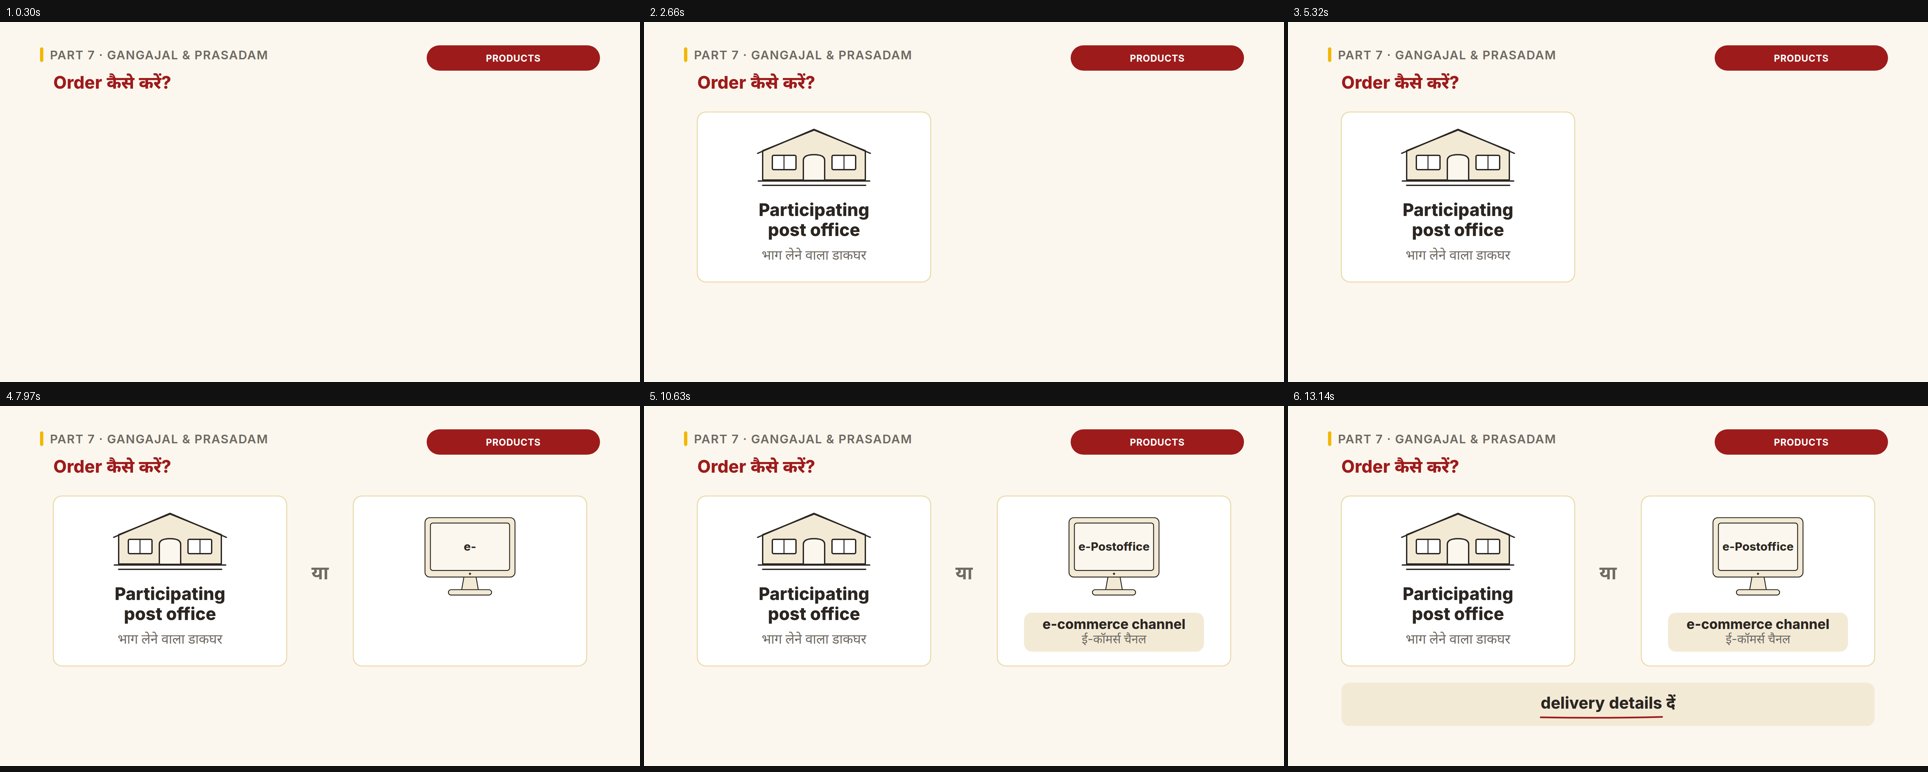 1. 0.30s
PART 7 · GANGAJAL & PRASADAM
PRODUCTS
Order कैसे करें?
2. 2.66s
PART 7 · GANGAJAL & PRASADAM
PRODUCTS
Order कैसे करें?
Participating
post office
भाग लेने वाला डाकघर
3. 5.32s
PART 7 · GANGAJAL & PRASADAM
PRODUCTS
Order कैसे करें?
Participating
post office
भाग लेने वाला डाकघर
4. 7.97s
PART 7 · GANGAJAL & PRASADAM
PRODUCTS
Order कैसे करें?
Participating
post office
भाग लेने वाला डाकघर
या
e-
5. 10.63s
PART 7 · GANGAJAL & PRASADAM
PRODUCTS
Order कैसे करें?
Participating
post office
भाग लेने वाला डाकघर
या
e-Postoffice
e-commerce channel
ई-कॉमर्स चैनल
6. 13.14s
PART 7 · GANGAJAL & PRASADAM
PRODUCTS
Order कैसे करें?
Participating
post office
भाग लेने वाला डाकघर
या
e-Postoffice
e-commerce channel
ई-कॉमर्स चैनल
delivery details दें